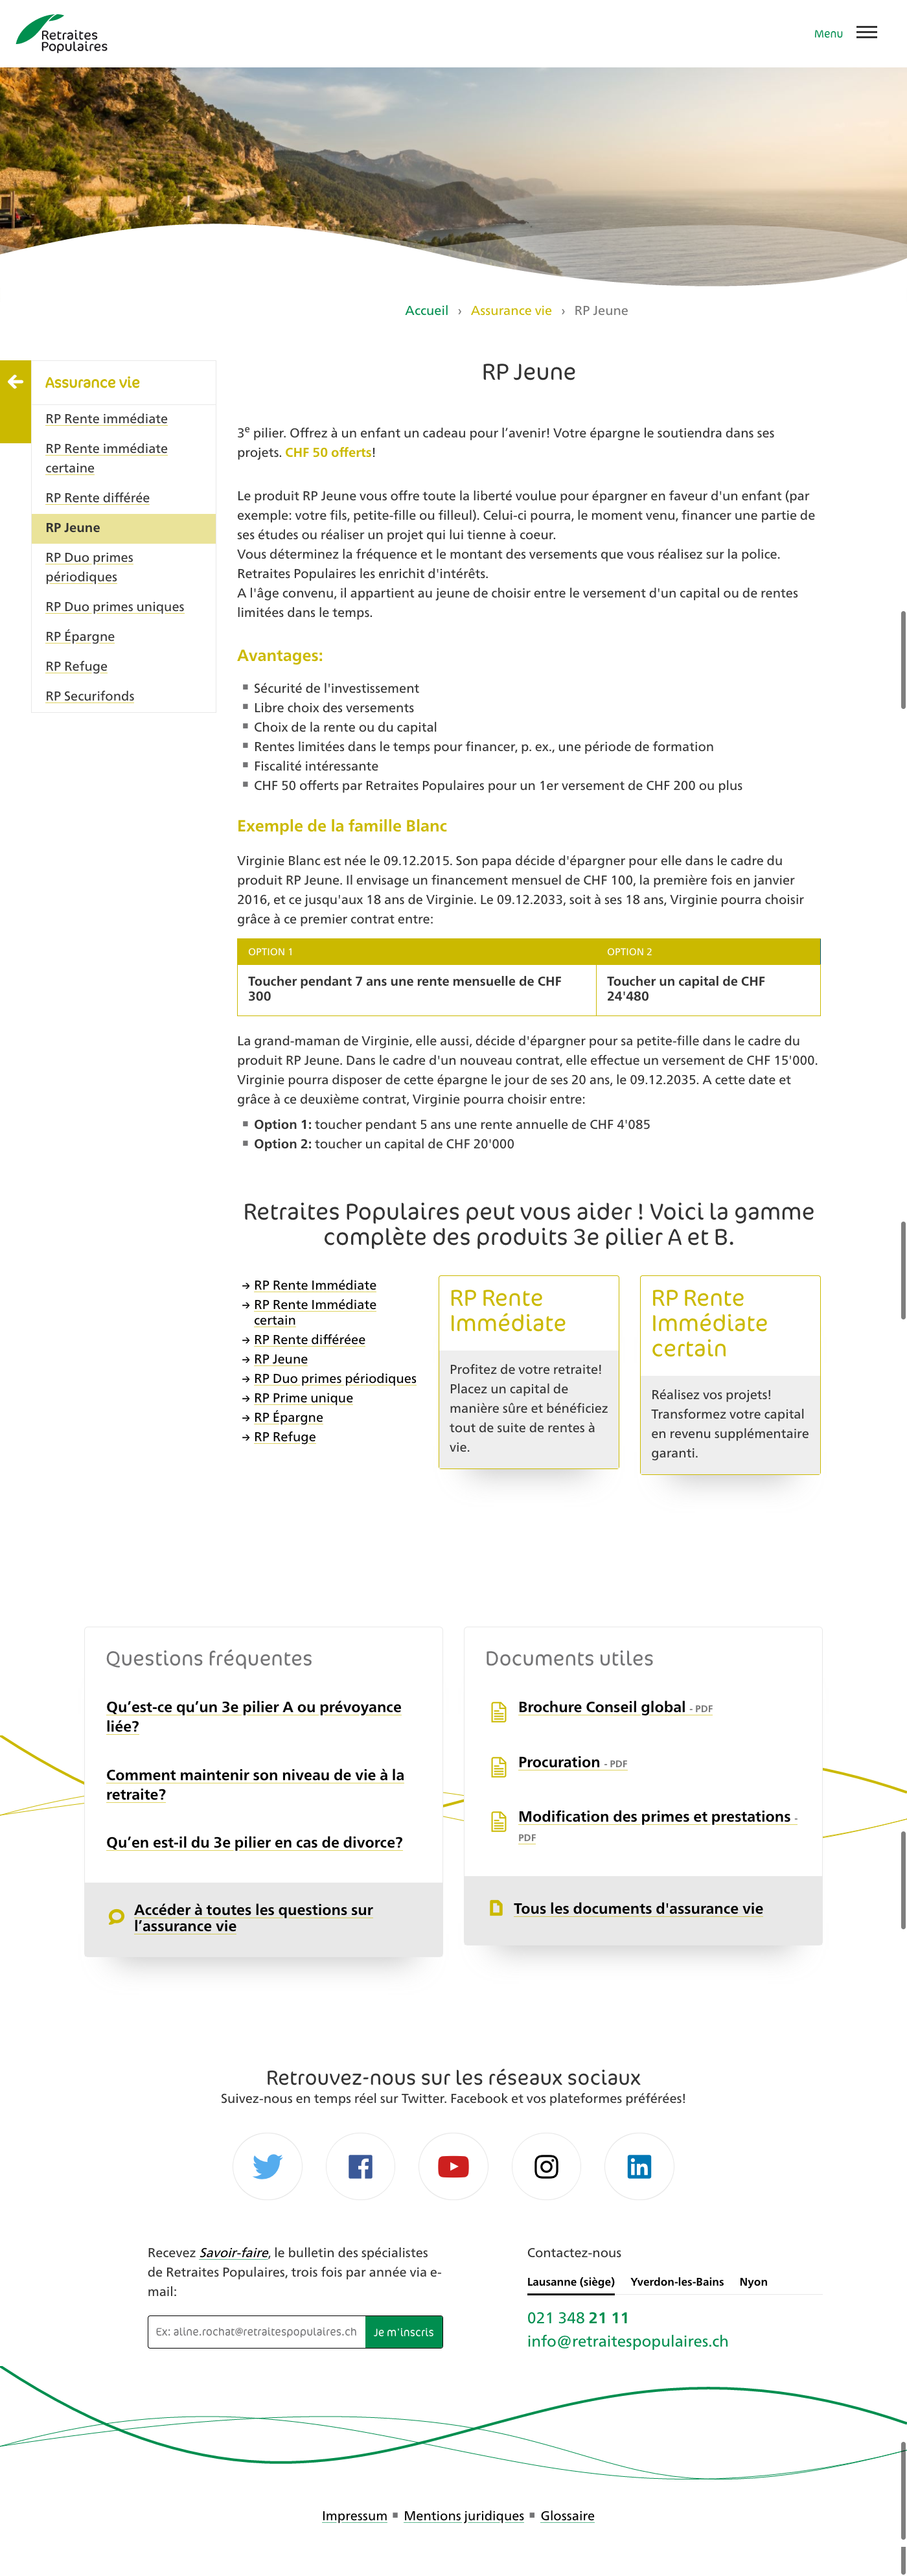 Retraites
Populaires
Menu
Accueil › Assurance vie › RP Jeune
Assurance vie
RP Rente immédiate
RP Rente immédiate
certaine
RP Rente différée
RP Jeune
RP Duo primes
périodiques
RP Duo primes uniques
RP Épargne
RP Refuge
RP Securifonds
RP Jeune
3e pilier. Offrez à un enfant un cadeau pour l’avenir! Votre épargne le soutiendra dans ses
projets. CHF 50 offerts!
Le produit RP Jeune vous offre toute la liberté voulue pour épargner en faveur d'un enfant (par
exemple: votre fils, petite-fille ou filleul). Celui-ci pourra, le moment venu, financer une partie de
ses études ou réaliser un projet qui lui tienne à coeur.
Vous déterminez la fréquence et le montant des versements que vous réalisez sur la police.
Retraites Populaires les enrichit d'intérêts.
A l'âge convenu, il appartient au jeune de choisir entre le versement d'un capital ou de rentes
limitées dans le temps.
Avantages:
Sécurité de l'investissement
Libre choix des versements
Choix de la rente ou du capital
Rentes limitées dans le temps pour financer, p. ex., une période de formation
Fiscalité intéressante
CHF 50 offerts par Retraites Populaires pour un 1er versement de CHF 200 ou plus
Exemple de la famille Blanc
Virginie Blanc est née le 09.12.2015. Son papa décide d'épargner pour elle dans le cadre du
produit RP Jeune. Il envisage un financement mensuel de CHF 100, la première fois en janvier
2016, et ce jusqu'aux 18 ans de Virginie. Le 09.12.2033, soit à ses 18 ans, Virginie pourra choisir
grâce à ce premier contrat entre:
OPTION 1 OPTION 2
Toucher pendant 7 ans une rente mensuelle de CHF
300
Toucher un capital de CHF
24'480
La grand-maman de Virginie, elle aussi, décide d'épargner pour sa petite-fille dans le cadre du
produit RP Jeune. Dans le cadre d'un nouveau contrat, elle effectue un versement de CHF 15'000.
Virginie pourra disposer de cette épargne le jour de ses 20 ans, le 09.12.2035. A cette date et
grâce à ce deuxième contrat, Virginie pourra choisir entre:
Option 1: toucher pendant 5 ans une rente annuelle de CHF 4'085
Option 2: toucher un capital de CHF 20'000
Retraites Populaires peut vous aider ! Voici la gamme
complète des produits 3e pilier A et B.
RP Rente Immédiate
RP Rente Immédiate
certain
RP Rente différéee
RP Jeune
RP Duo primes périodiques
RP Prime unique
RP Épargne
RP Refuge
RP Rente
Immédiate
Profitez de votre retraite!
Placez un capital de
manière sûre et bénéficiez
tout de suite de rentes à
vie.
RP Rente
Immédiate
certain
Réalisez vos projets!
Transformez votre capital
en revenu supplémentaire
garanti.
Questions fréquentes
Qu’est-ce qu’un 3e pilier A ou prévoyance
liée?
Comment maintenir son niveau de vie à la
retraite?
Qu’en est-il du 3e pilier en cas de divorce?
Accéder à toutes les questions sur
l’assurance vie
Documents utiles
Brochure Conseil global - PDF
Procuration - PDF
Modification des primes et prestations -
PDF
Tous les documents d'assurance vie
Retrouvez-nous sur les réseaux sociaux
Suivez-nous en temps réel sur Twitter. Facebook et vos plateformes préférées!
Recevez Savoir-faire, le bulletin des spécialistes
de Retraites Populaires, trois fois par année via e-
mail:
Ex: aline.rochat@retraitespopulaires.ch Je m'inscris
Contactez-nous
Lausanne (siège) Yverdon-les-Bains Nyon
021 348 21 11
info@retraitespopulaires.ch
Impressum Mentions juridiques Glossaire